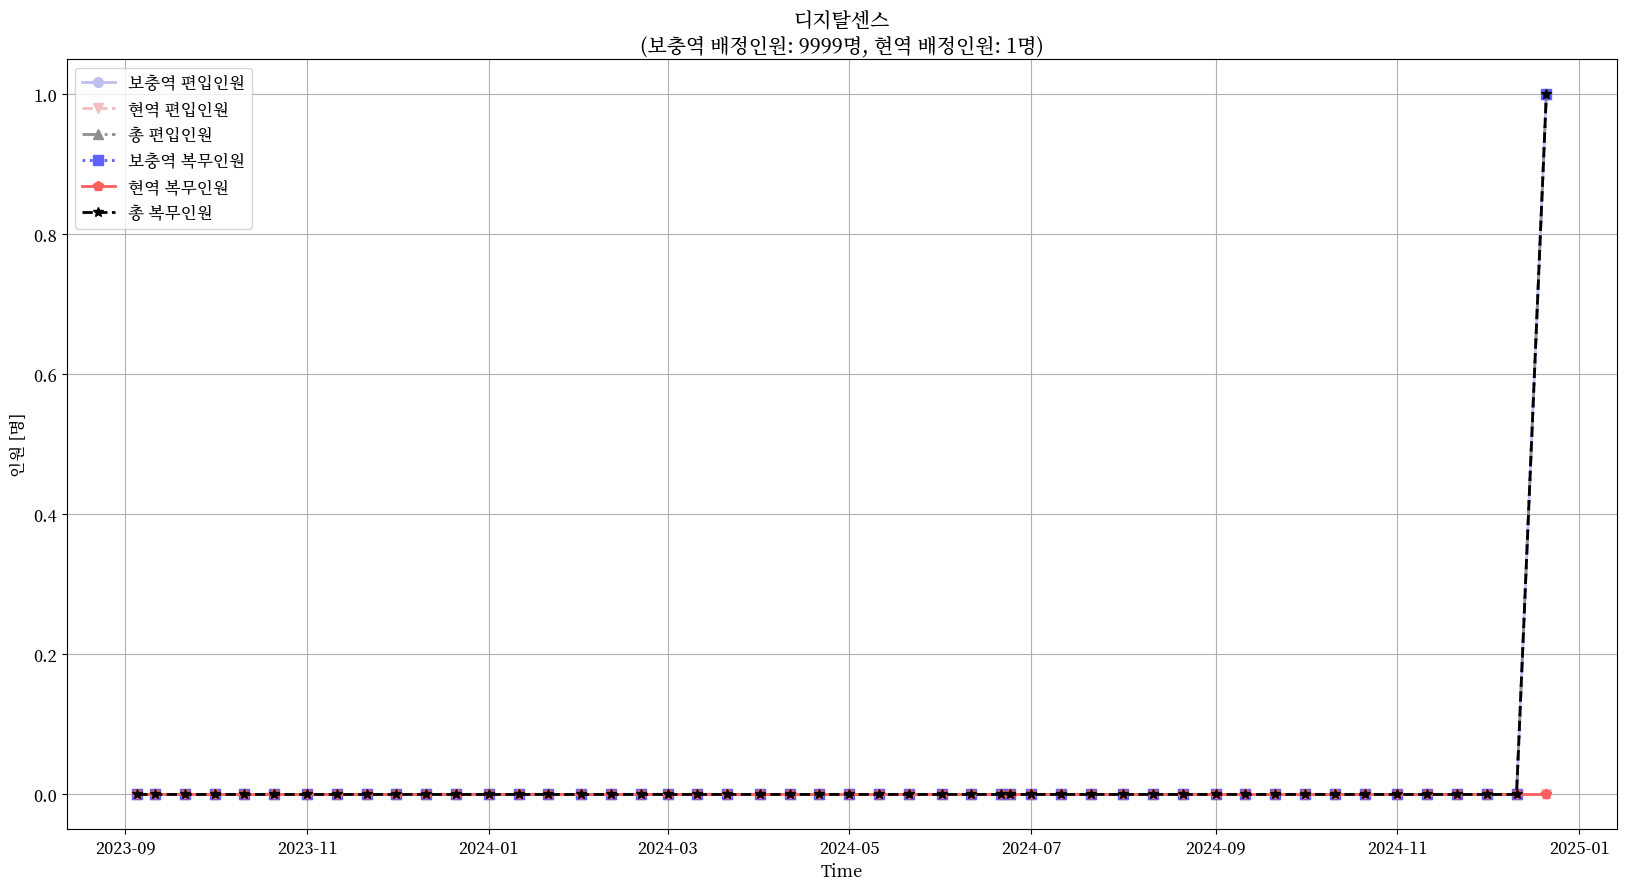 디지탈센스
(보충역 배정인원: 9999명, 현역 배정인원: 1명)
보충역 편입인원
현역 편입인원
총 편입인원
보충역 복무인원
현역 복무인원
총 복무인원
인원 [명]
1.0
0.8
0.6
0.4
0.2
0.0
2023-09
2023-11
2024-01
2024-03
2024-05
2024-07
2024-09
2024-11
2025-01
Time